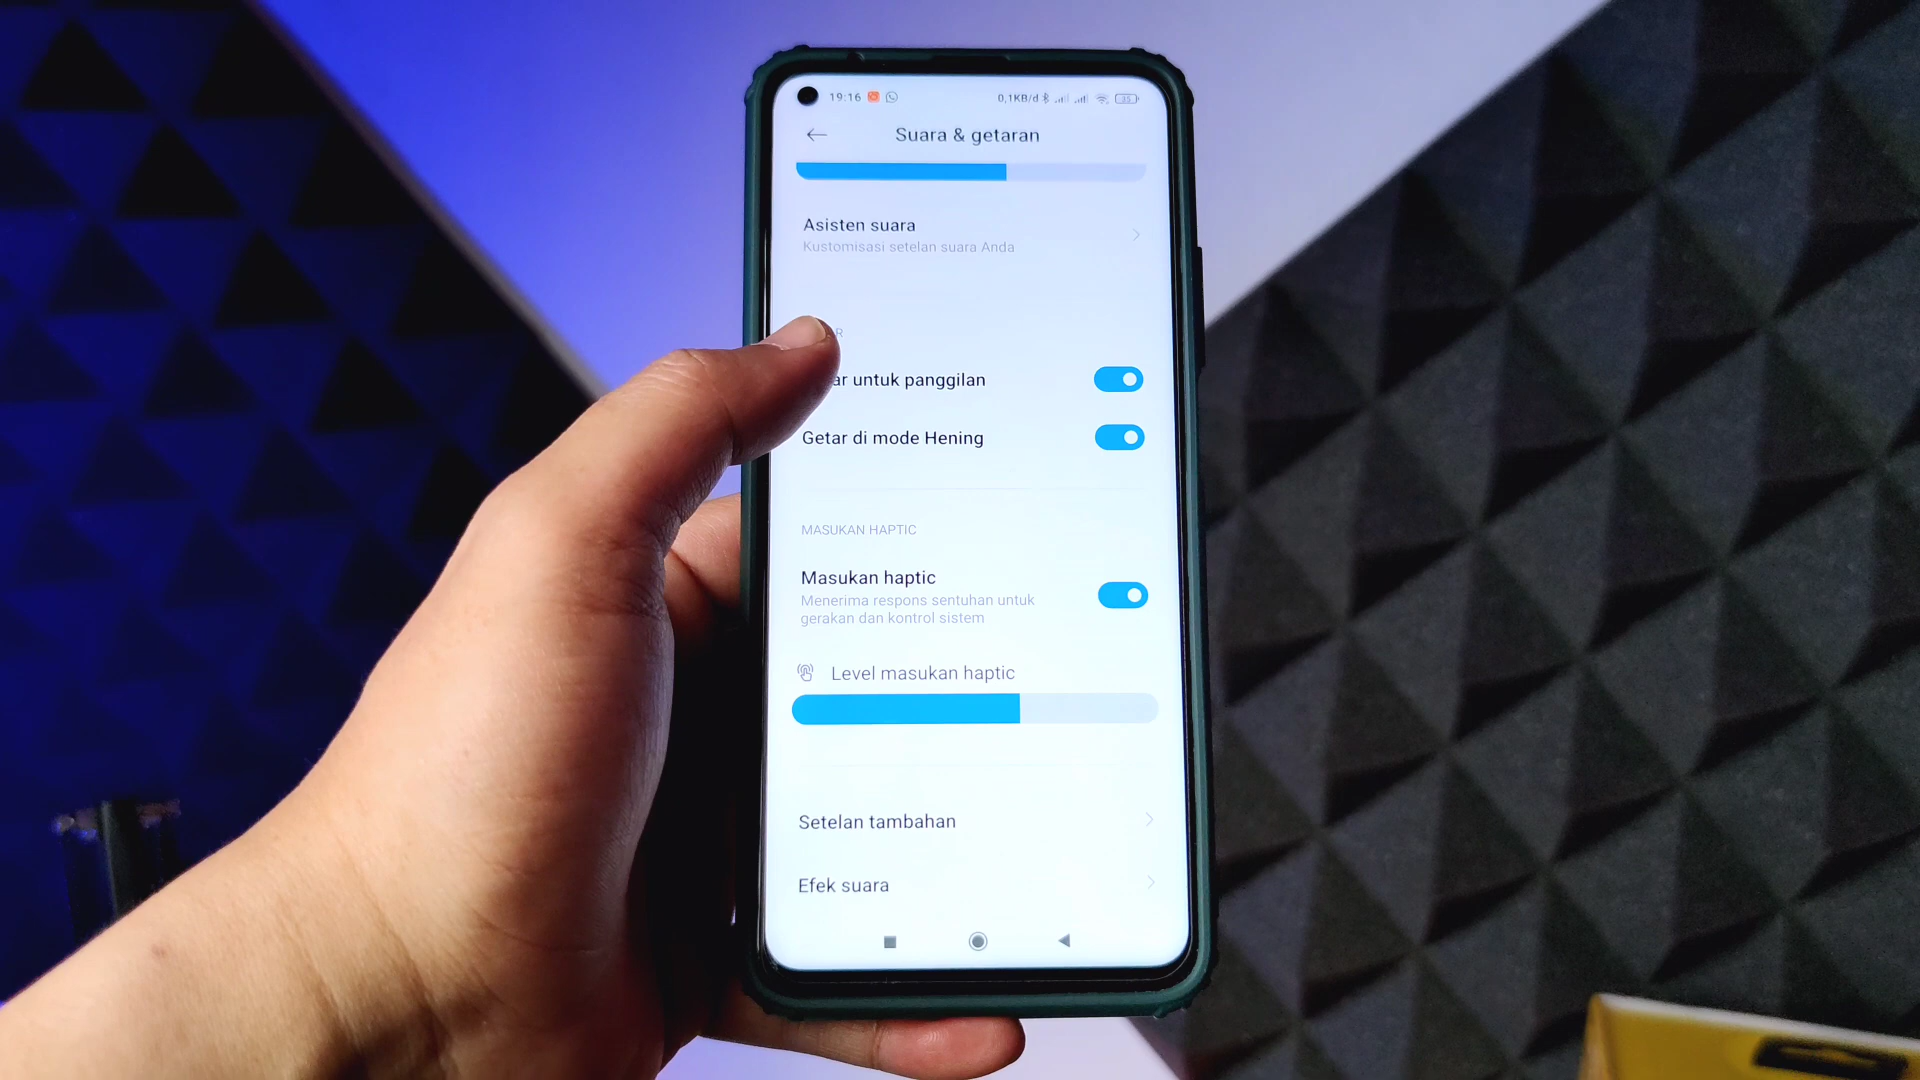 19:16
0,1KB/d 35
Suara & getaran
Asisten suara
Kustomisasi setelan suara Anda
untuk panggilan
Getar di mode Hening
MASUKAN HAPTIC
Masukan haptic
Menerima respons sentuhan untuk
gerakan dan kontrol sistem
Level masukan haptic
Setelan tambahan
Efek suara